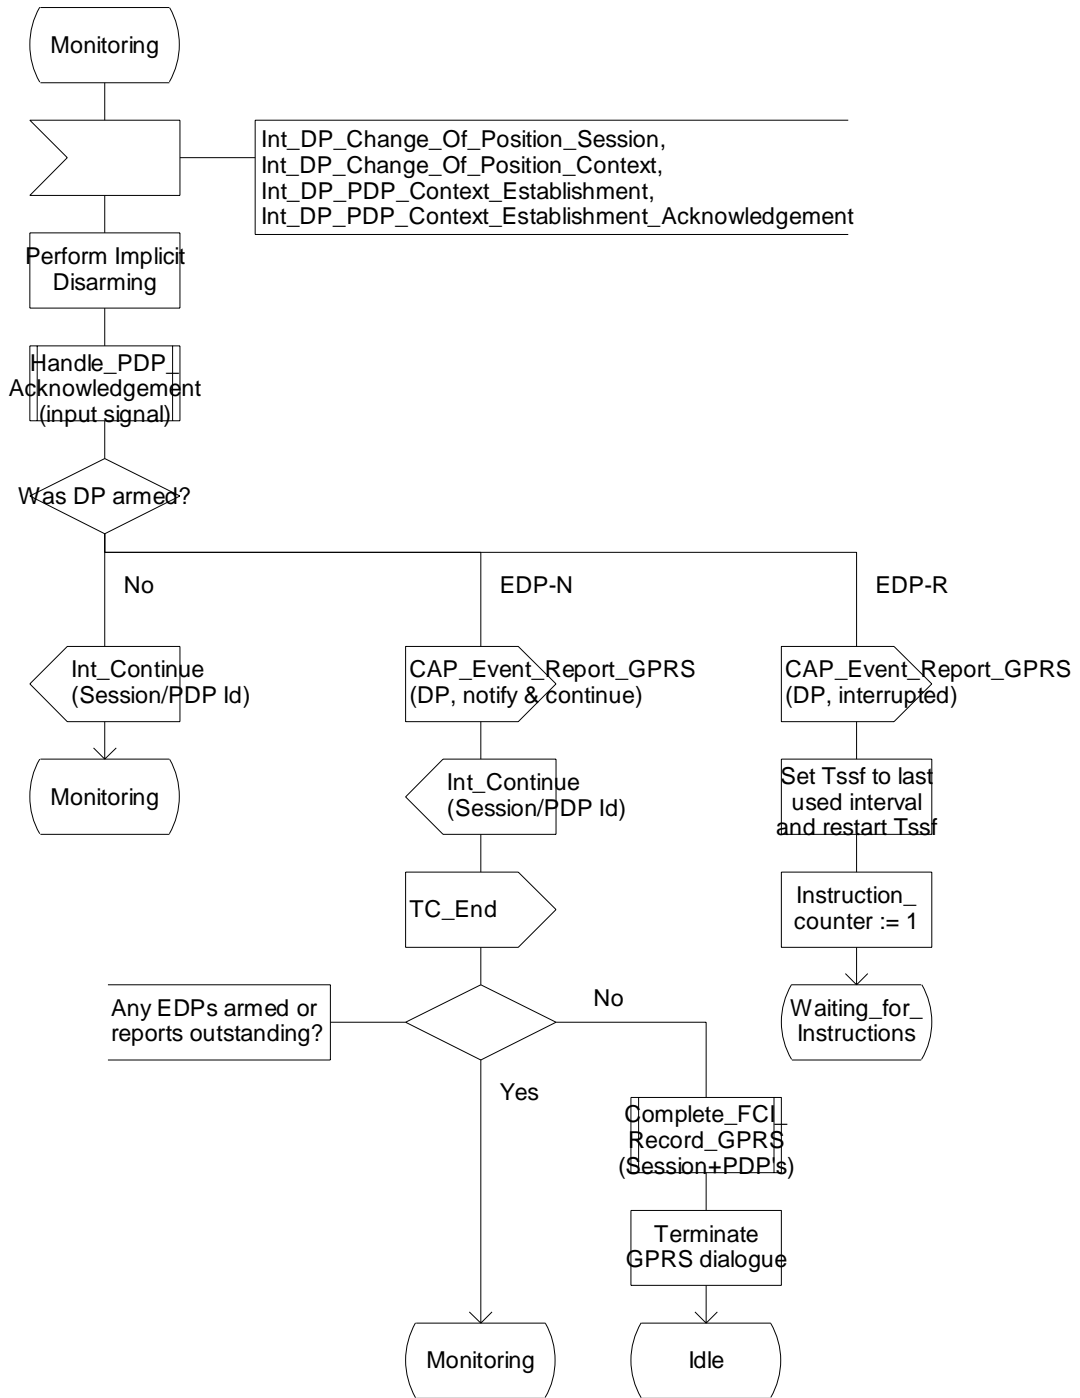 Monitoring
Int_DP_Change_Of_Position_Session,
Int_DP_Change_Of_Position_Context,
Int_DP_PDP_Context_Establishment,
Int_DP_PDP_Context_Establishment_Acknowledgement
Perform Implicit
Disarming
Handle_PDP_
Acknowledgement
(input signal)
Was DP armed?
No
EDP-N
EDP-R
Int_Continue
(Session/PDP Id)
CAP_Event_Report_GPRS
(DP, notify & continue)
CAP_Event_Report_GPRS
(DP, interrupted)
Monitoring
Int_Continue
(Session/PDP Id)
Set Tssf to last
used interval
and restart Tssf
TC_End
Instruction_
counter := 1
Any EDPs armed or
reports outstanding?
No
Waiting_for_
Instructions
Yes
Complete_FCI_
Record_GPRS
(Session+PDP's)
Terminate
GPRS dialogue
Monitoring
Idle